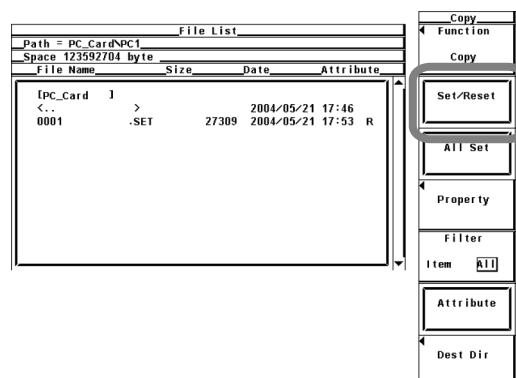 File List
Path = PC_Card\PC1
Space 123592704 byte
File Name Size Date Attribute
[PC_Card ]
<.. > 2004/05/21 17:46
0001 .SET 27309 2004/05/21 17:53 R
Copy
Function
Copy
Set/Reset
All Set
Property
Filter
Item All
Attribute
Dest Dir